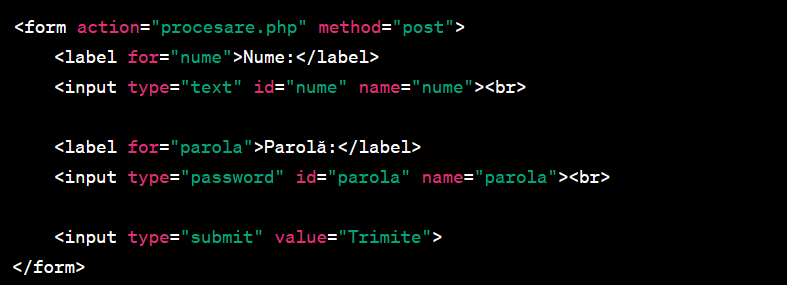 <form action="procesare.php" method="post">
<label for="nume">Nume:</label>
<input type="text" id="nume" name="nume"><br>
<label for="parola">Parolă:</label>
<input type="password" id="parola" name="parola"><br>
<input type="submit" value="Trimite">
</form>